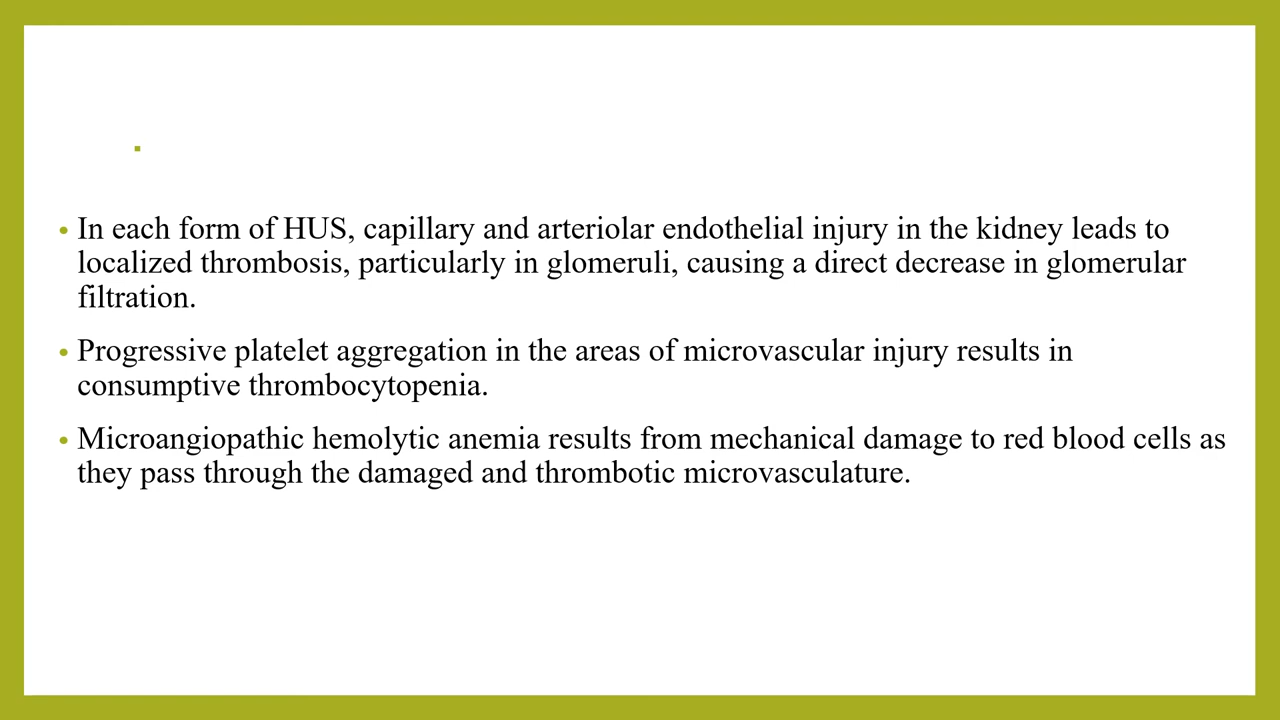 .
• In each form of HUS, capillary and arteriolar endothelial injury in the kidney leads to
localized thrombosis, particularly in glomeruli, causing a direct decrease in glomerular
filtration.
• Progressive platelet aggregation in the areas of microvascular injury results in
consumptive thrombocytopenia.
• Microangiopathic hemolytic anemia results from mechanical damage to red blood cells as
they pass through the damaged and thrombotic microvasculature.